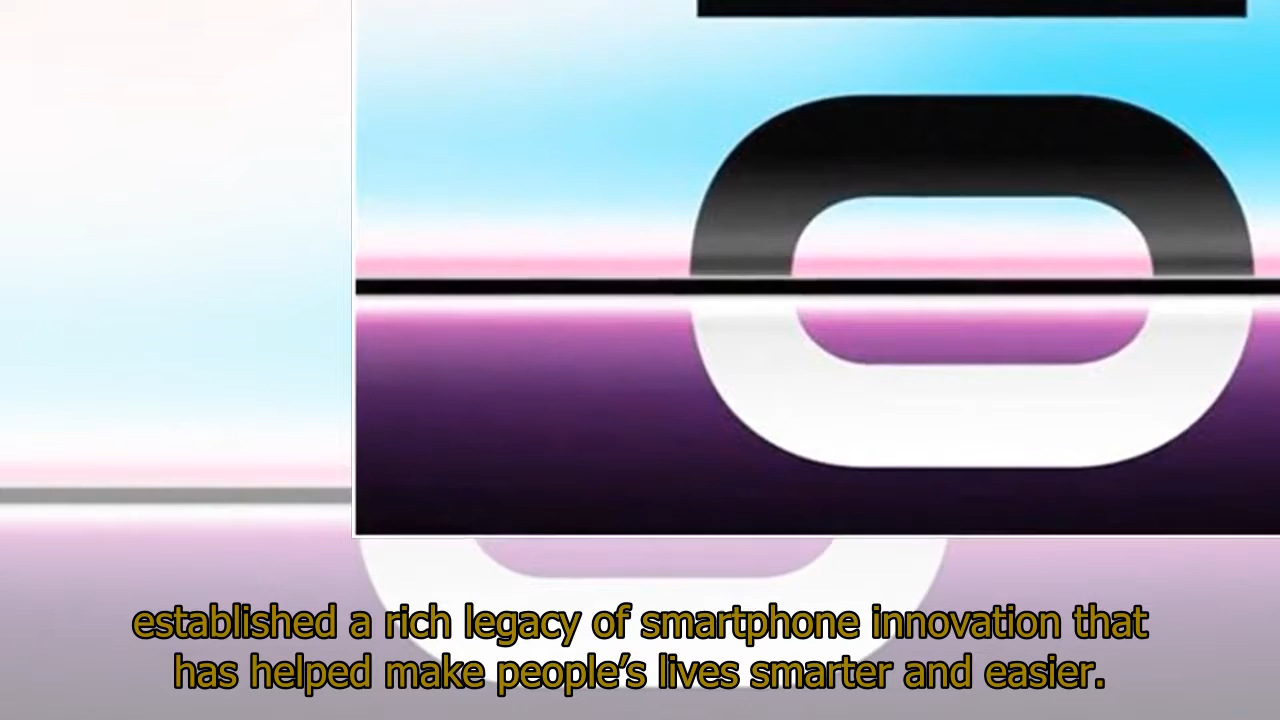 established a rich legacy of smartphone innovation that
has helped make people’s lives smarter and easier.